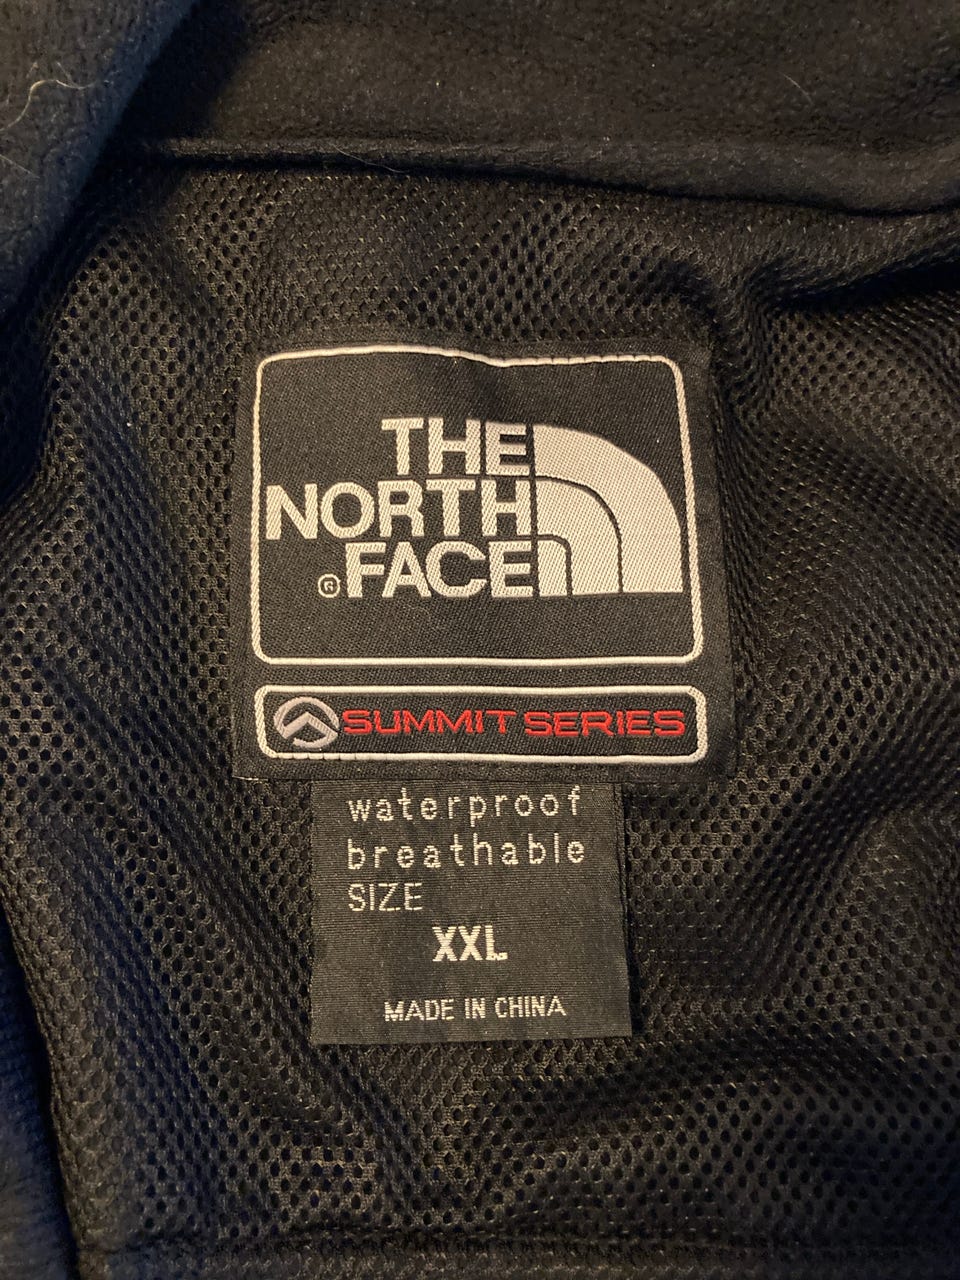 THE
NORTH
®FACE
SUMMIT SERIES
waterproof
breathable
SIZE
XXL
MADE IN CHINA